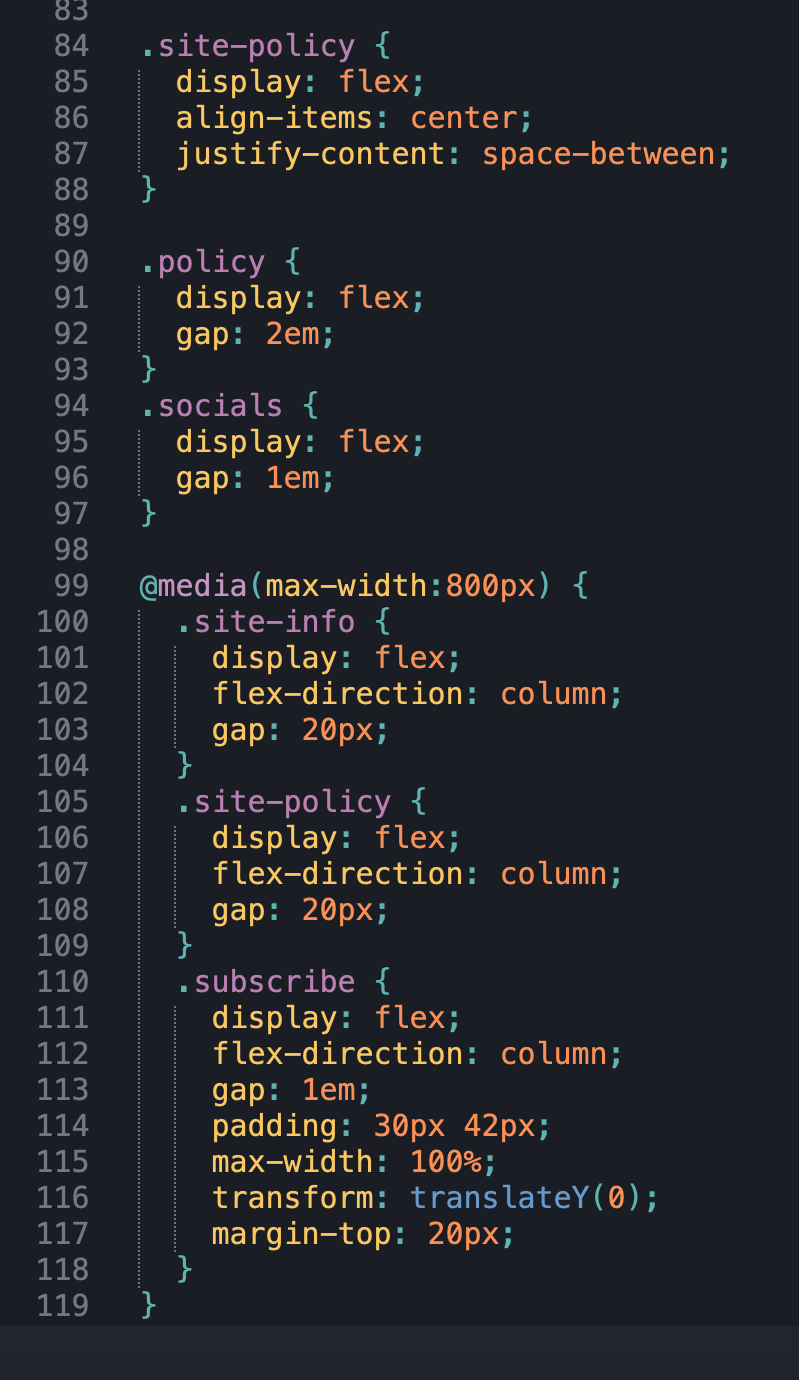 83
84 .site-policy {
85 display: flex;
86 align-items: center;
87 justify-content: space-between;
88 }
89
90 .policy {
91 display: flex;
92 gap: 2em;
93 }
94 .socials {
95 display: flex;
96 gap: 1em;
97 }
98
99 @media(max-width:800px) {
100 .site-info {
101 display: flex;
102 flex-direction: column;
103 gap: 20px;
104 }
105 .site-policy {
106 display: flex;
107 flex-direction: column;
108 gap: 20px;
109 }
110 .subscribe {
111 display: flex;
112 flex-direction: column;
113 gap: 1em;
114 padding: 30px 42px;
115 max-width: 100%;
116 transform: translateY(0);
117 margin-top: 20px;
118 }
119 }